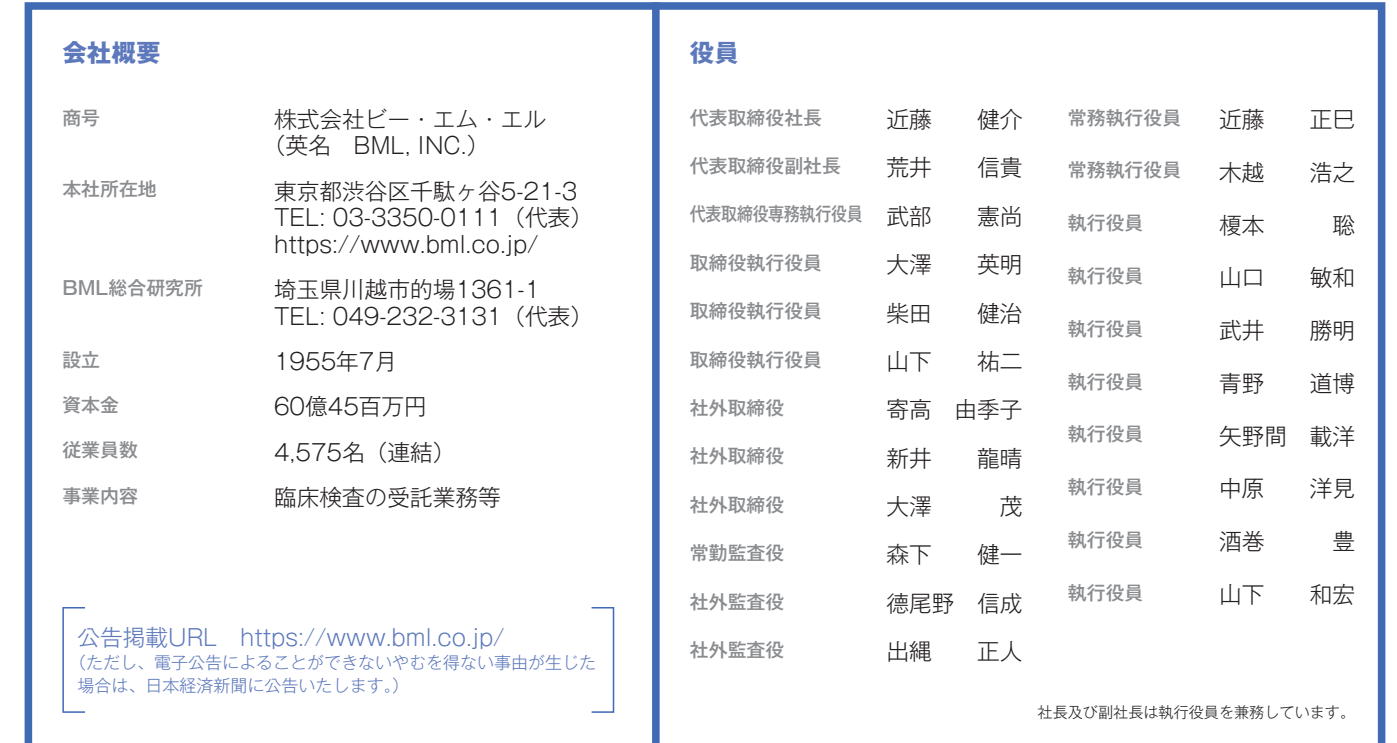 会社概要
商号 株式会社ビー・エム・エル
(英名 BML, INC.)
本社所在地 東京都渋谷区千駄ヶ谷5-21-3
TEL: 03-3350-0111（代表）
https://www.bml.co.jp/
BML総合研究所 埼玉県川越市的場1361-1
TEL: 049-232-3131（代表）
設立 1955年7月
資本金 60億45百万円
従業員数 4,575名（連結）
事業内容 臨床検査の受託業務等
公告掲載URL https://www.bml.co.jp/
（ただし、電子公告によることができないやむを得ない事由が生じた
場合は、日本経済新聞に公告いたします。）
役員
代表取締役社長 近藤 健介
代表取締役副社長 荒井 信貴
代表取締役専務執行役員 武部 憲尚
取締役執行役員 大澤 英明
取締役執行役員 柴田 健治
取締役執行役員 山下 祐二
社外取締役 寄高 由季子
社外取締役 新井 龍晴
社外取締役 大澤 茂
常勤監査役 森下 健一
社外監査役 德尾野 信成
社外監査役 出縄 正人
常務執行役員 近藤 正巳
常務執行役員 木越 浩之
執行役員 榎本 聡
執行役員 山口 敏和
執行役員 武井 勝明
執行役員 青野 道博
執行役員 矢野間 載洋
執行役員 中原 洋見
執行役員 酒巻 豊
執行役員 山下 和宏
社長及び副社長は執行役員を兼務しています。